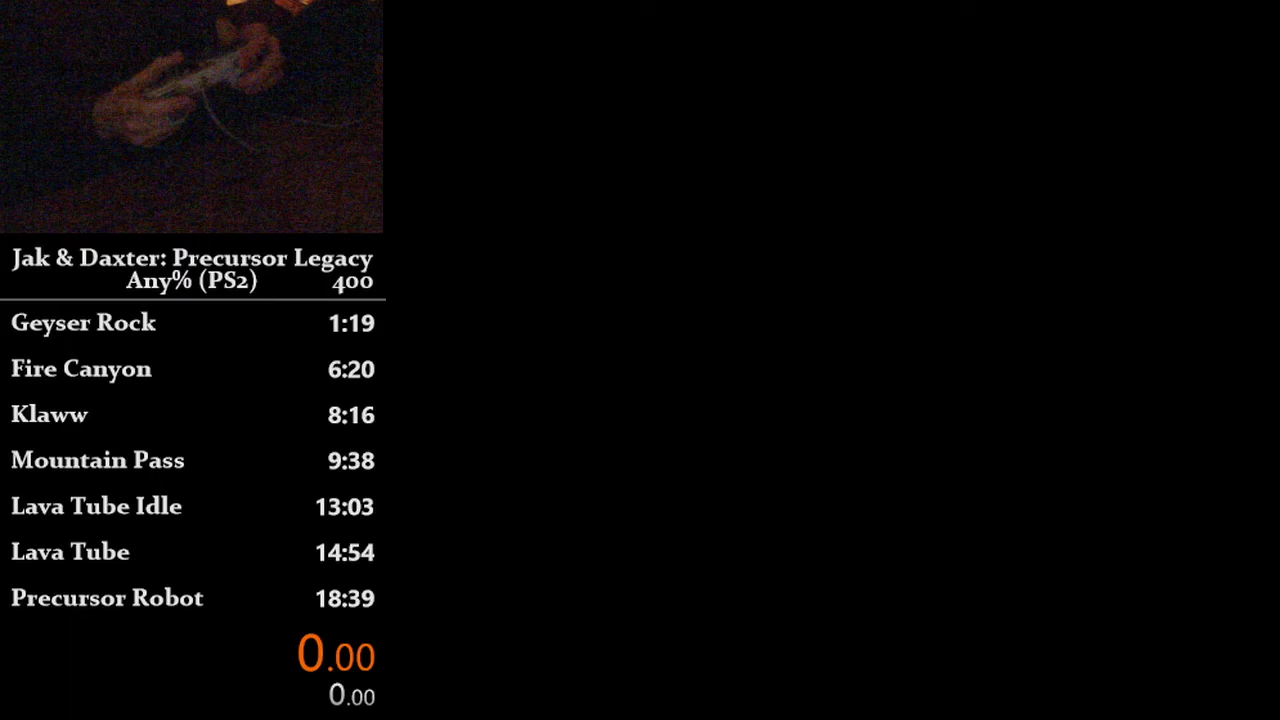 Jak & Daxter: Precursor Legacy
Any% (PS2) 400
Geyser Rock 1:19
Fire Canyon 6:20
Klaww 8:16
Mountain Pass 9:38
Lava Tube Idle 13:03
Lava Tube 14:54
Precursor Robot 18:39
0.00
0.00